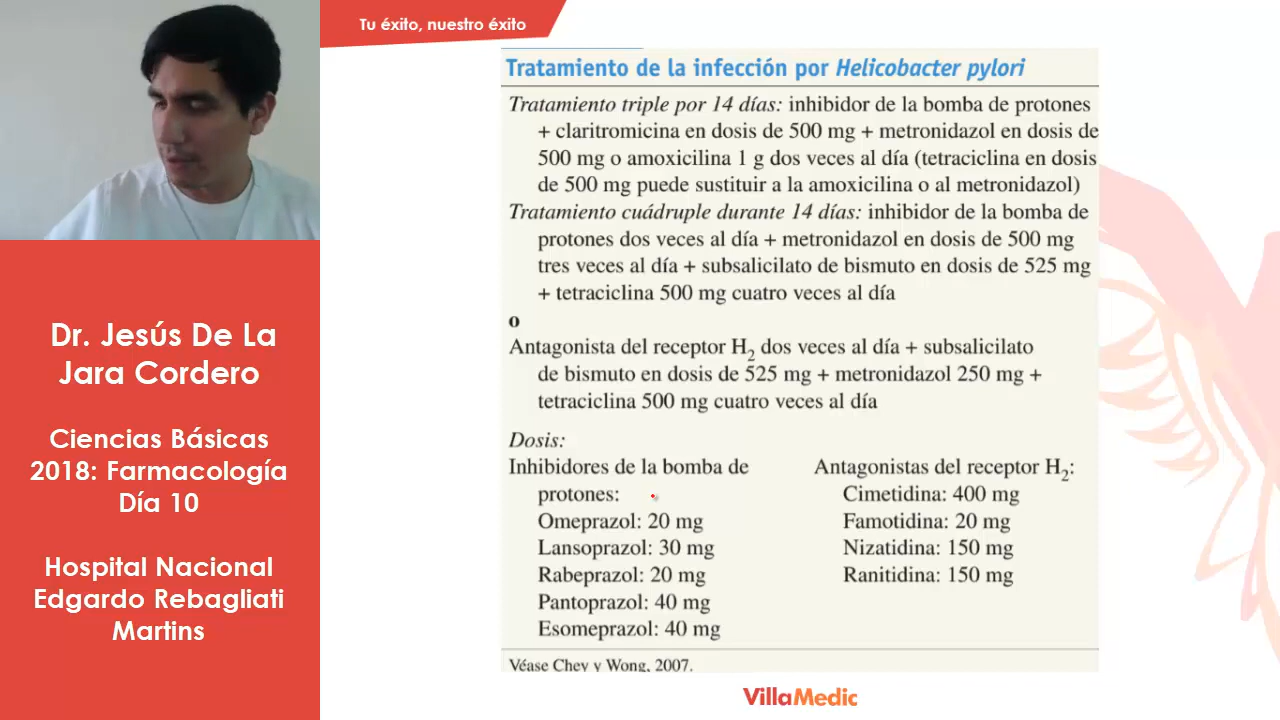 Tu éxito, nuestro éxito
Tratamiento de la infección por Helicobacter pylori
Tratamiento triple por 14 días: inhibidor de la bomba de protones
+ claritromicina en dosis de 500 mg + metronidazol en dosis de
500 mg o amoxicilina 1 g dos veces al día (tetraciclina en dosis
de 500 mg puede sustituir a la amoxicilina o al metronidazol)
Tratamiento cuádruple durante 14 días: inhibidor de la bomba de
protones dos veces al día + metronidazol en dosis de 500 mg
tres veces al día + subsalicilato de bismuto en dosis de 525 mg
+ tetraciclina 500 mg cuatro veces al día
o
Antagonista del receptor H₂ dos veces al día + subsalicilato
de bismuto en dosis de 525 mg + metronidazol 250 mg +
tetraciclina 500 mg cuatro veces al día
Dosis:
Inhibidores de la bomba de
protones:
Omeprazol: 20 mg
Lansoprazol: 30 mg
Rabeprazol: 20 mg
Pantoprazol: 40 mg
Esomeprazol: 40 mg
Antagonistas del receptor H₂:
Cimetidina: 400 mg
Famotidina: 20 mg
Nizatidina: 150 mg
Ranitidina: 150 mg
Véase Chey y Wong, 2007.
Dr. Jesús De La
Jara Cordero
Ciencias Básicas
2018: Farmacología
Día 10
Hospital Nacional
Edgardo Rebagliati
Martins
VillaMedic